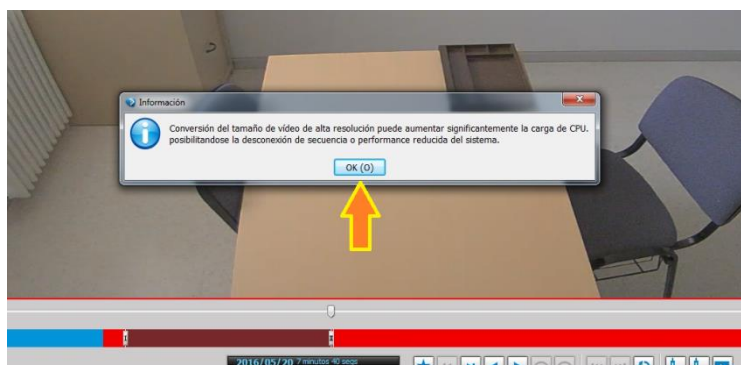 Información
Conversión del tamaño de vídeo de alta resolución puede aumentar significantemente la carga de CPU.
posibilitandose la desconexión de secuencia o performance reducida del sistema.
OK (O)
2016/05/20 7 minutos 40 segs